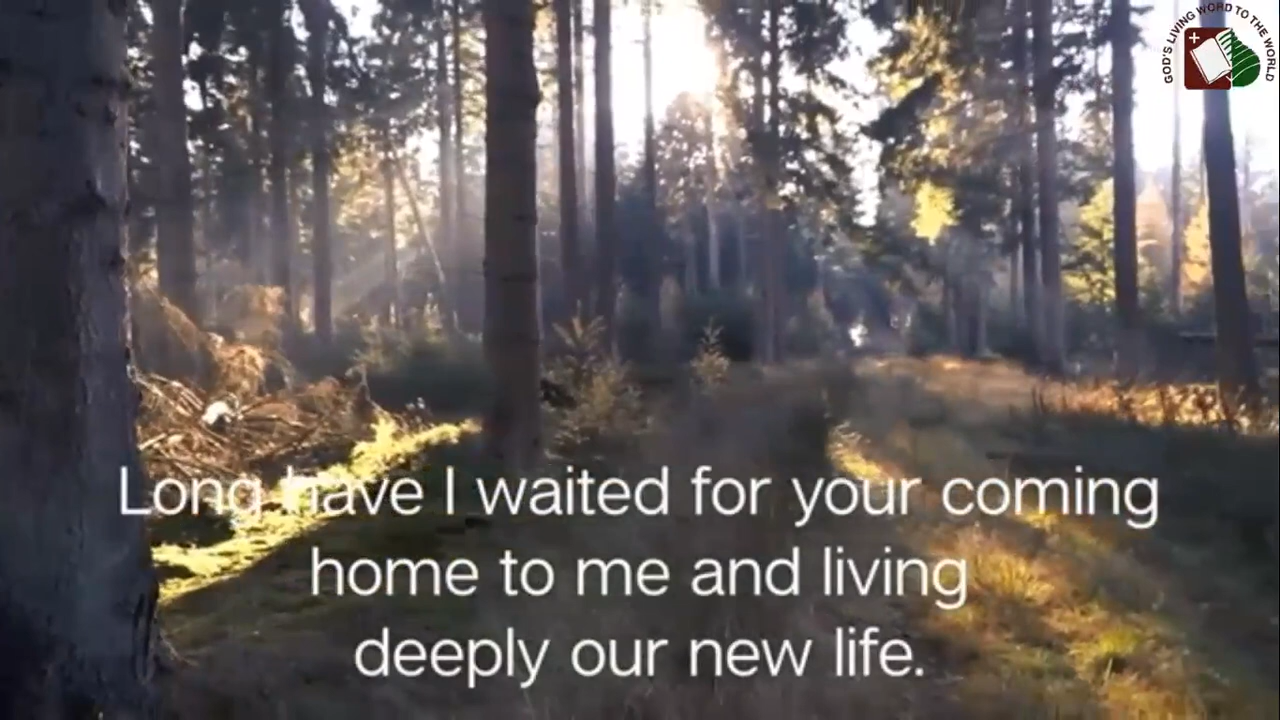 GOD'S LIVING WORD TO THE WORLD
Long have I waited for your coming
home to me and living
deeply our new life.